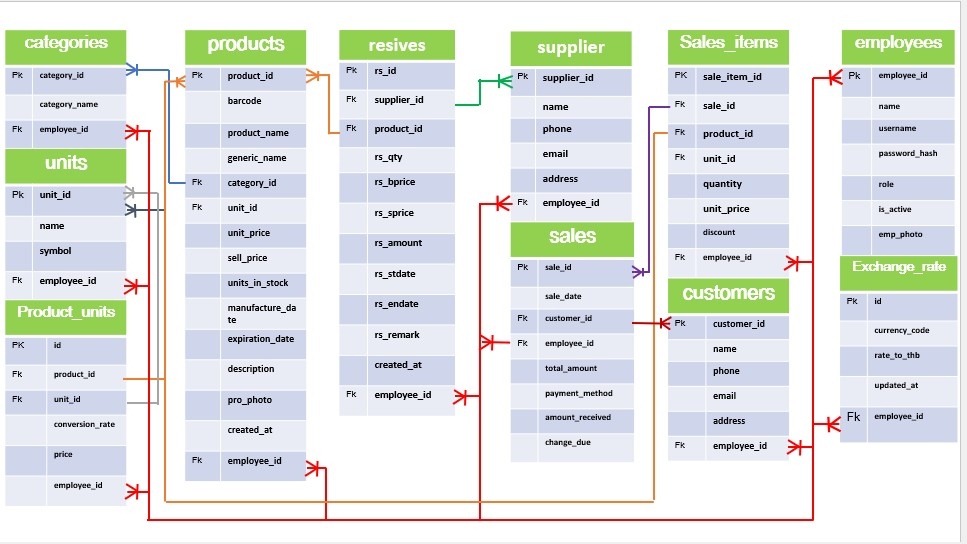 categories
Pk category_id
category_name
Fk employee_id
units
Pk unit_id
name
symbol
Fk employee_id
Product_units
PK id
Fk product_id
Fk unit_id
conversion_rate
price
Fk employee_id
products
Pk product_id
barcode
product_name
generic_name
Fk category_id
Fk unit_id
unit_price
sell_price
units_in_stock
manufacture_da
te
expiration_date
description
pro_photo
created_at
Fk employee_id
resives
Pk rs_id
Fk supplier_id
Fk product_id
rs_qty
rs_bprice
rs_sprice
rs_amount
rs_stdate
rs_endate
rs_remark
created_at
Fk employee_id
supplier
Pk supplier_id
name
phone
email
address
Fk employee_id
sales
Pk sale_id
sale_date
Fk customer_id
Fk employee_id
total_amount
payment_method
amount_received
change_due
Sales_items
PK sale_item_id
Fk sale_id
Fk product_id
Fk unit_id
quantity
unit_price
discount
Fk employee_id
customers
Pk customer_id
name
phone
email
address
Fk employee_id
employees
Pk employee_id
name
username
password_hash
role
is_active
emp_photo
Exchange_rate
Pk id
currency_code
rate_to_thb
updated_at
Fk employee_id